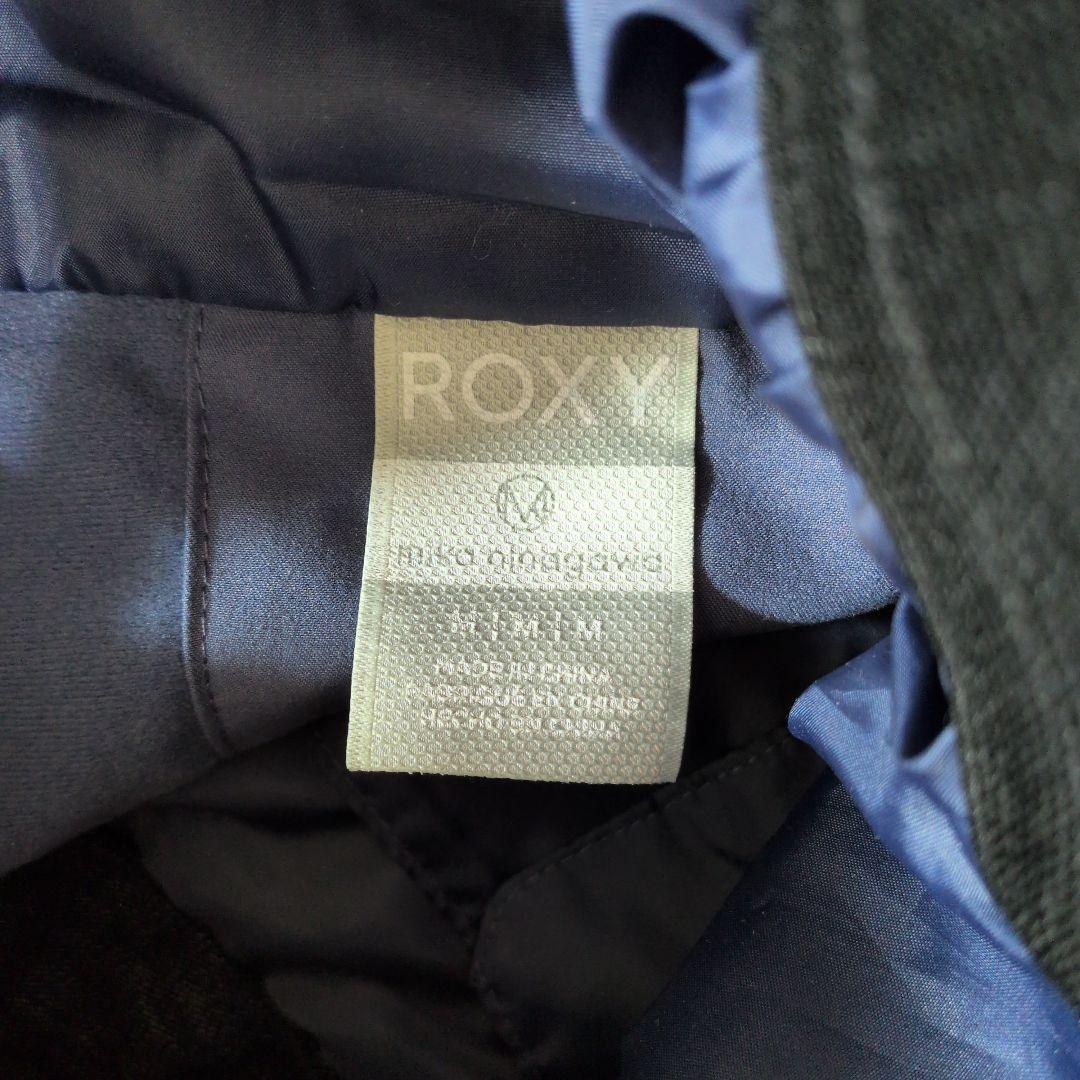 ROXY
M
mika ninagawa
M | M | M
MADE IN CHINA
FABRIQUÉ EN CHINE
HECHO EN CHINA